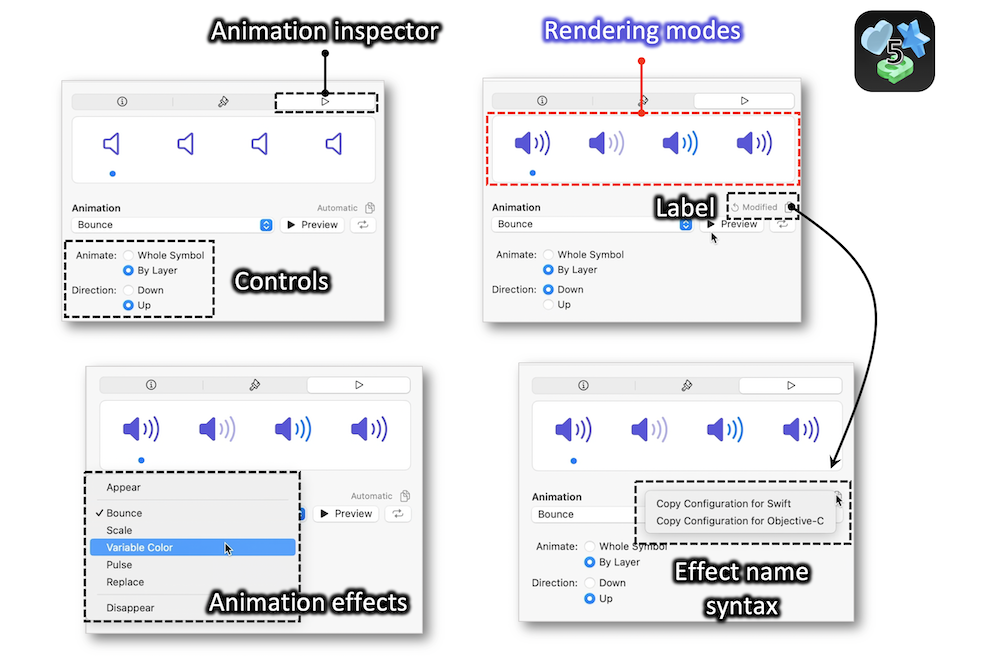 Animation inspector
Rendering modes
5
Animation
Automatic
Bounce
Preview
Animate:
Whole Symbol
By Layer
Direction:
Down
Up
Controls
Label
Animation
Modified
Bounce
Preview
Animate:
Whole Symbol
By Layer
Direction:
Down
Up
Appear
Automatic
Bounce
Preview
Scale
Variable Color
Pulse
Replace
Disappear
Animation effects
Animation
Bounce
Copy Configuration for Swift
Copy Configuration for Objective-C
Animate:
Whole Symbol
By Layer
Direction:
Down
Up
Effect name
syntax